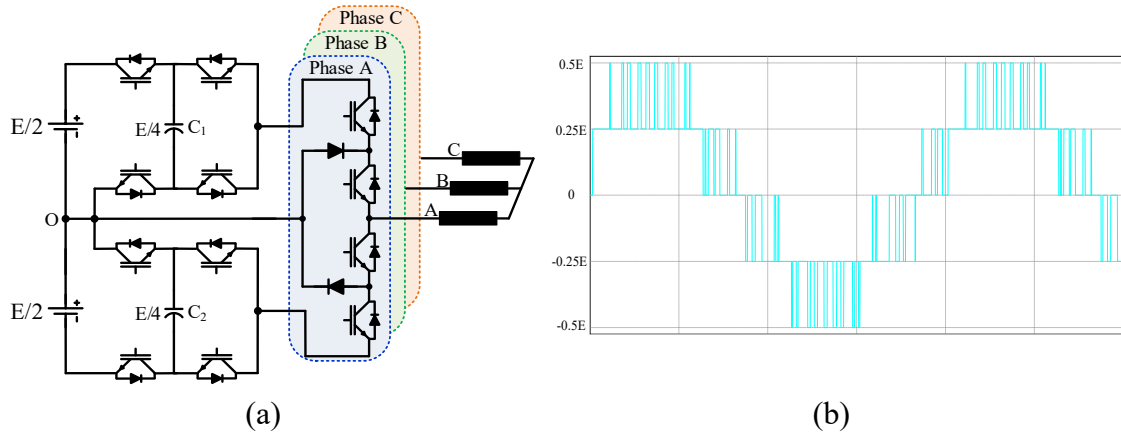 Phase C
Phase B
Phase A
E/2
E/4
C1
O
C
B
A
E/2
E/4
C2
0.5E
0.25E
0
-0.25E
-0.5E
(a)
(b)